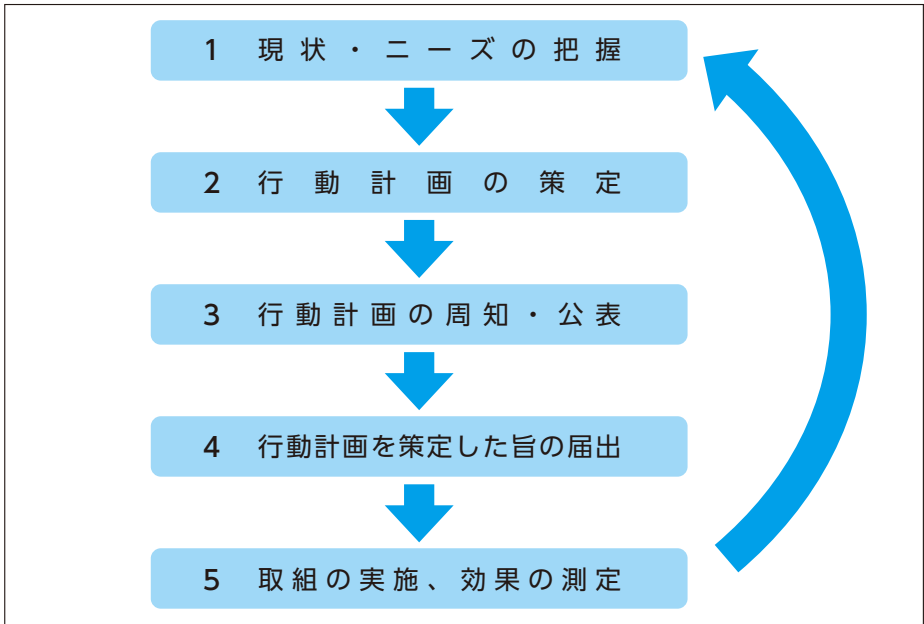 1 現状・ニーズの把握
2 行動計画の策定
3 行動計画の周知・公表
4 行動計画を策定した旨の届出
5 取組の実施、効果の測定